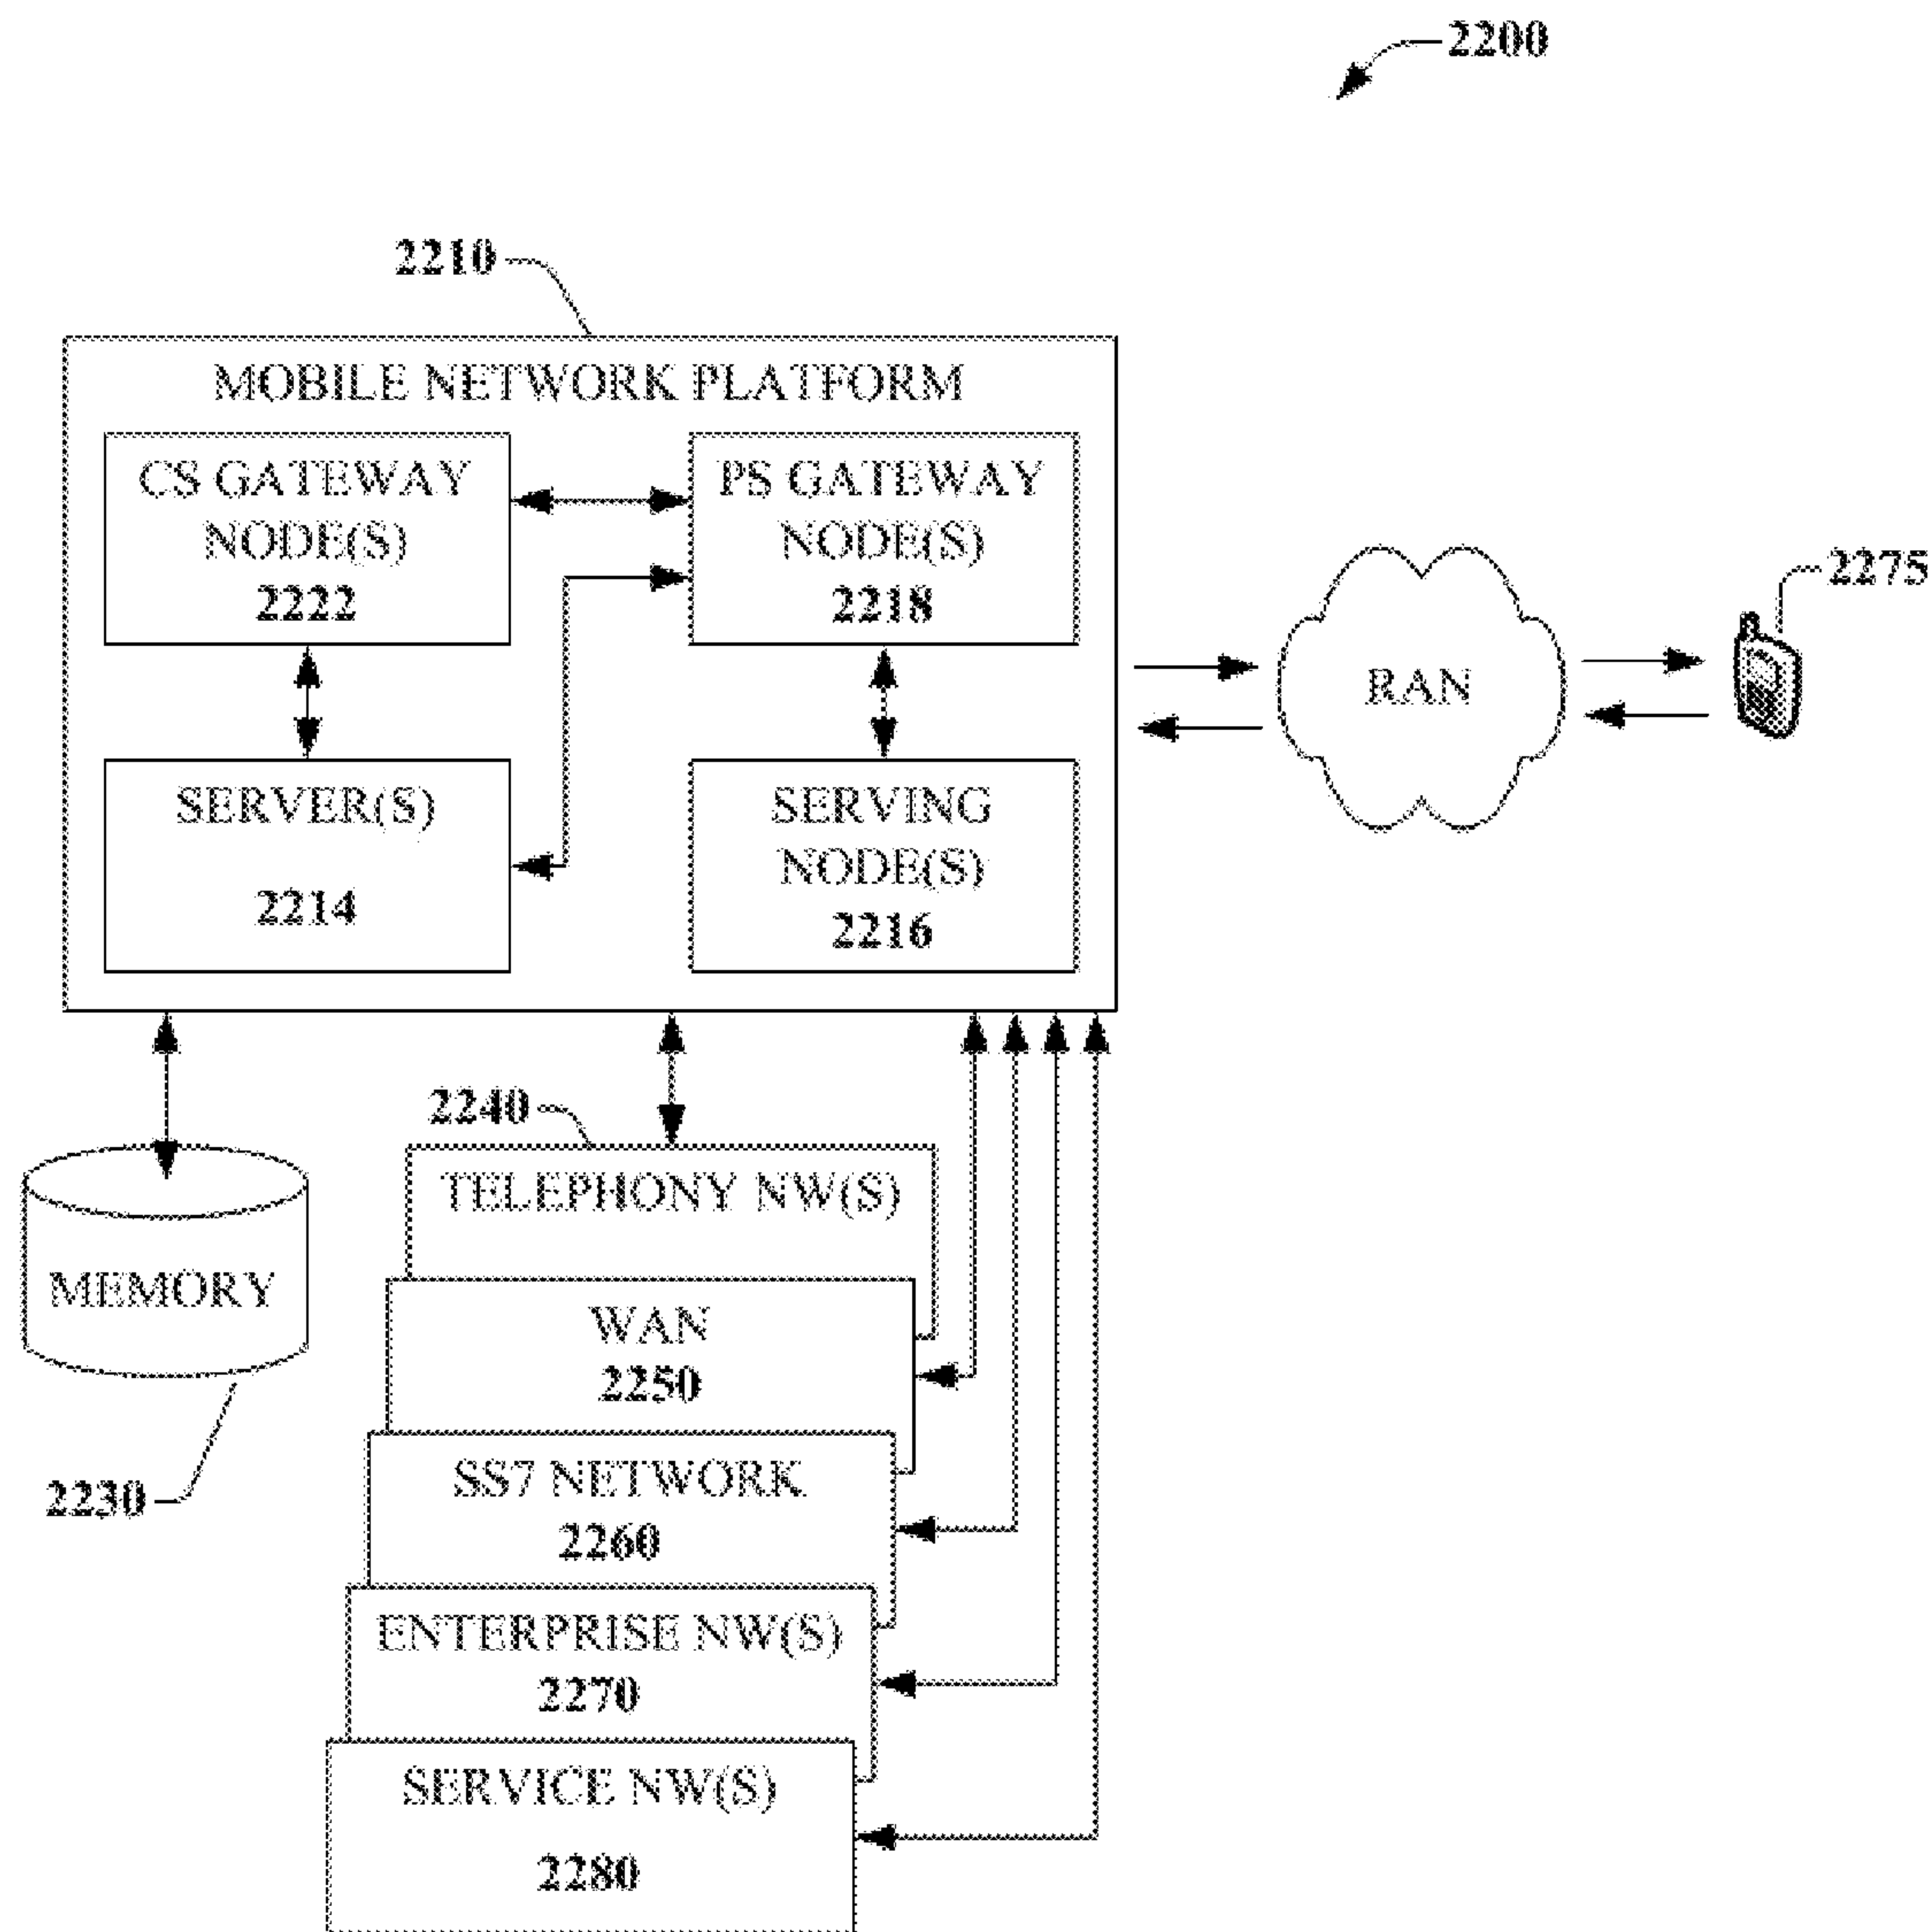 2200
2210
MOBILE NETWORK PLATFORM
CS GATEWAY
NODE(S)
2222
PS GATEWAY
NODE(S)
2218
SERVER(S)
2214
SERVING
NODE(S)
2216
RAN
2275
2240
TELEPHONY NW(S)
MEMORY
2230
WAN
2250
SS7 NETWORK
2260
ENTERPRISE NW(S)
2270
SERVICE NW(S)
2280